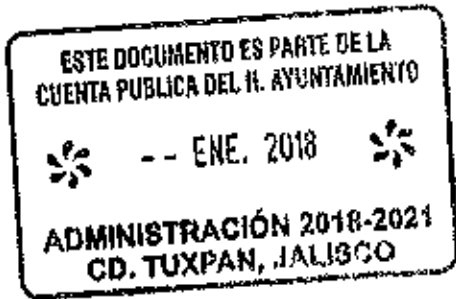 ESTE DOCUMENTO ES PARTE DE LA
CUENTA PUBLICA DEL H. AYUNTAMIENTO
-- ENE. 2018
ADMINISTRACIÓN 2018-2021
CD. TUXPAN, JALISCO